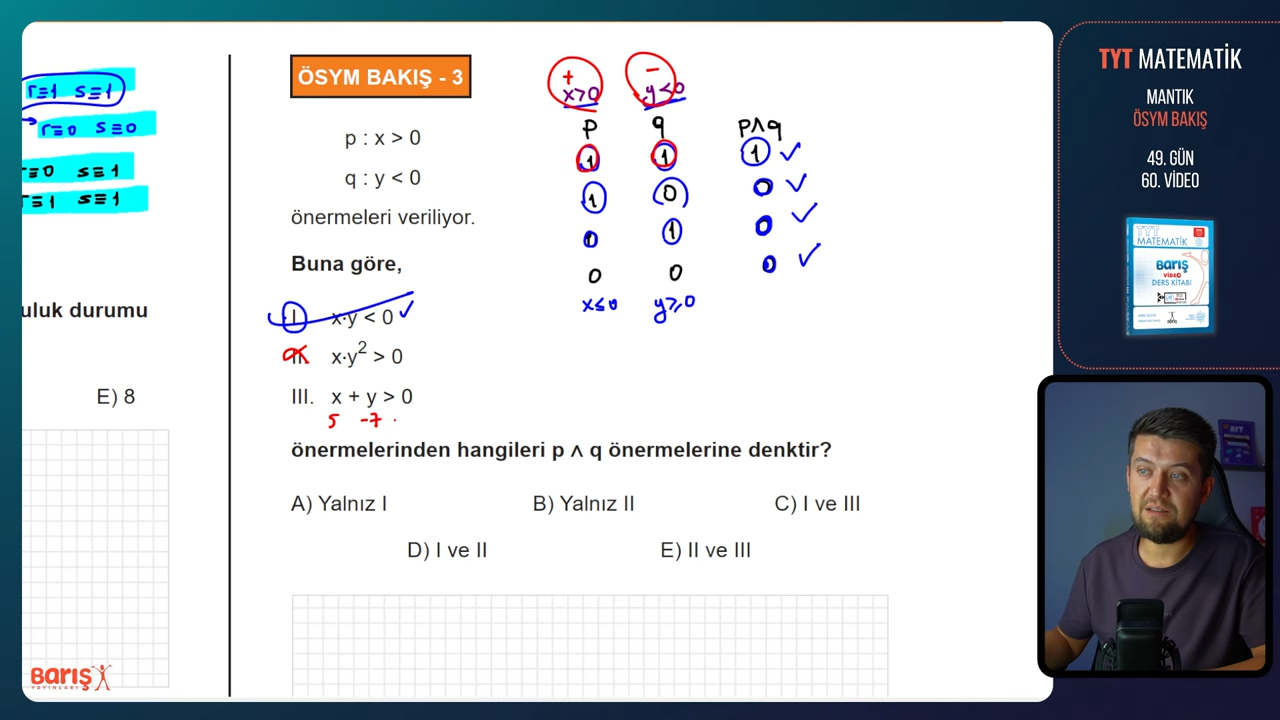 r≡1 s≡1
r≡0 s≡0
≡0 s≡1
≡1 s≡1
uluk durumu
E) 8
ÖSYM BAKIŞ - 3
p : x > 0
q : y < 0
önermeleri veriliyor.
Buna göre,
I. x·y < 0
II. x·y² > 0
III. x + y > 0
5 -7
önermelerinden hangileri p ∧ q önermelerine denktir?
A) Yalnız I B) Yalnız II C) I ve III
D) I ve II E) II ve III
+ −
x>0 y<0
p q p∧q
1 1 1
1 0 0
0 1 0
0 0 0
x≤0 y≥0
BARIŞ
YAYINLARI
TYT MATEMATİK
MANTIK
ÖSYM BAKIŞ
49. GÜN
60. VİDEO
TYT
MATEMATİK
BARIŞ
VİDEO
DERS KİTABI